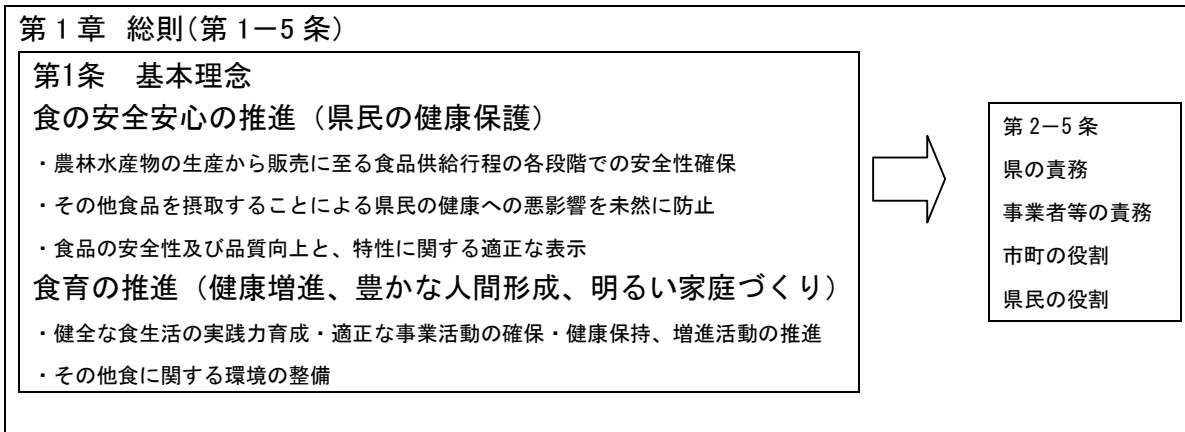 第1章 総則(第1－5条)
第1条 基本理念
食の安全安心の推進（県民の健康保護）
・農林水産物の生産から販売に至る食品供給行程の各段階での安全性確保
・その他食品を摂取することによる県民の健康への悪影響を未然に防止
・食品の安全性及び品質向上と、特性に関する適正な表示
食育の推進（健康増進、豊かな人間形成、明るい家庭づくり）
・健全な食生活の実践力育成・適正な事業活動の確保・健康保持、増進活動の推進
・その他食に関する環境の整備
第2－5条
県の責務
事業者等の責務
市町の役割
県民の役割